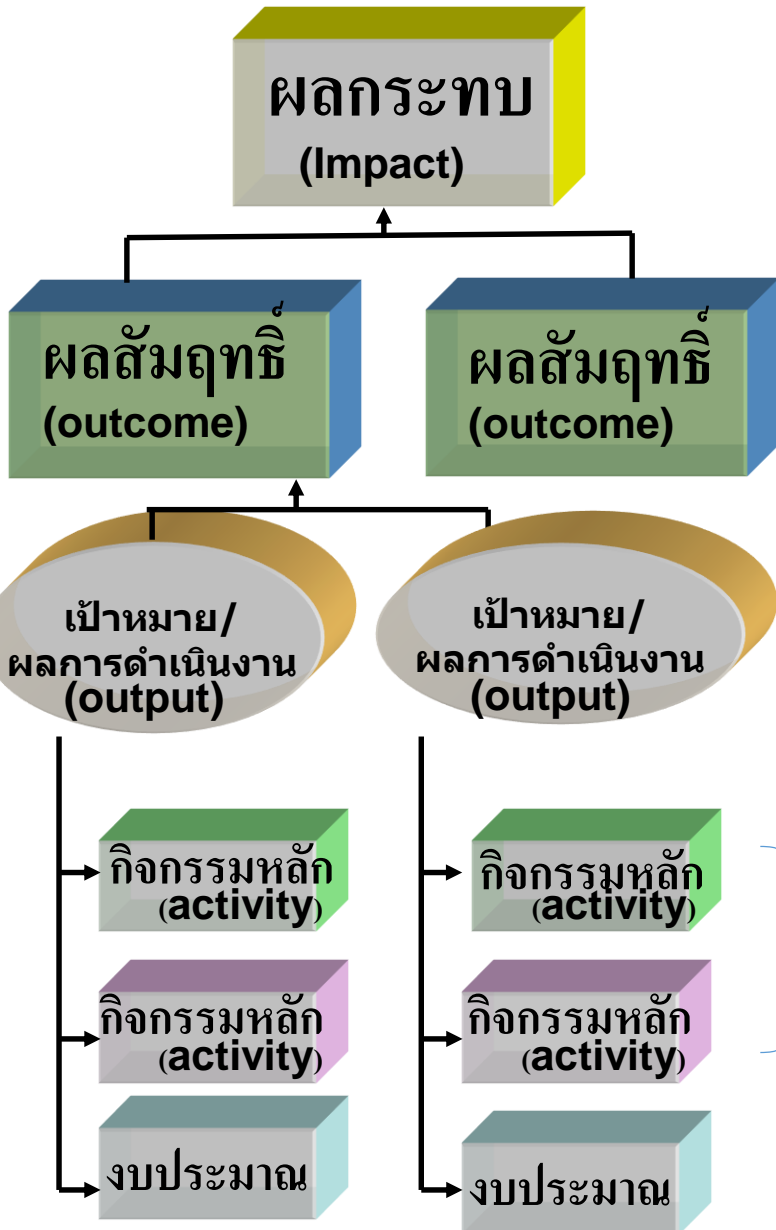 ผลกระทบ
(Impact)
ผลสัมฤทธิ์
(outcome)
ผลสัมฤทธิ์
(outcome)
เป้าหมาย/
ผลการดำเนินงาน
(output)
เป้าหมาย/
ผลการดำเนินงาน
(output)
กิจกรรมหลัก
(activity)
กิจกรรมหลัก
(activity)
กิจกรรมหลัก
(activity)
กิจกรรมหลัก
(activity)
งบประมาณ
งบประมาณ